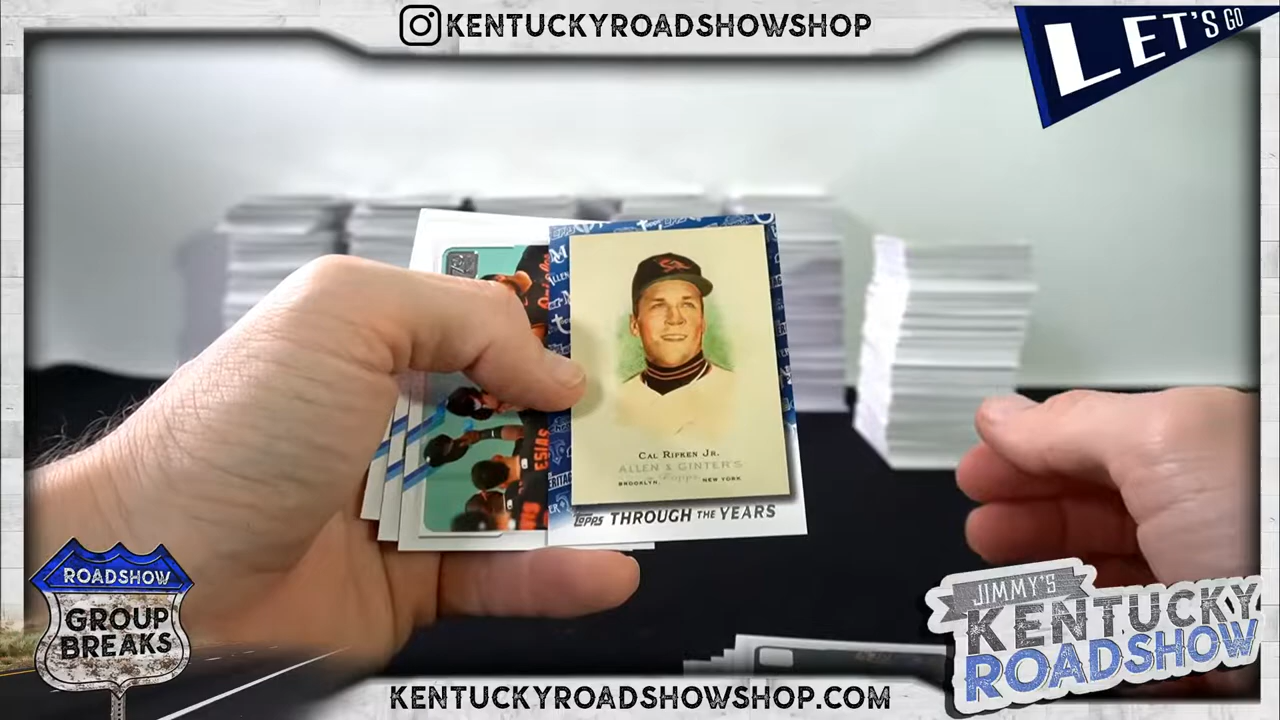 KENTUCKYROADSHOWSHOP
LET'S GO
CAL RIPKEN JR.
ALLEN & GINTER'S
Topps
BROOKLYN, NEW YORK
Topps THROUGH THE YEARS
ROADSHOW
GROUP
BREAKS
JIMMY'S
KENTUCKY
ROADSHOW
KENTUCKYROADSHOWSHOP.COM